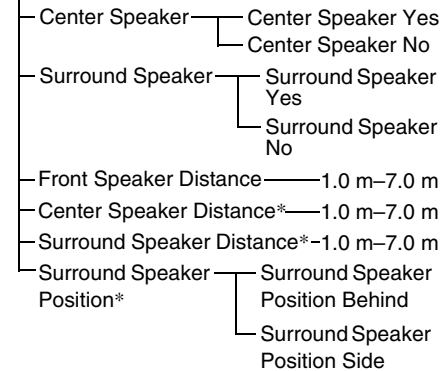 Center Speaker Center Speaker Yes
Center Speaker No
Surround Speaker Surround Speaker
Yes
Surround Speaker
No
Front Speaker Distance 1.0 m–7.0 m
Center Speaker Distance* 1.0 m–7.0 m
Surround Speaker Distance* 1.0 m–7.0 m
Surround Speaker Surround Speaker
Position* Position Behind
Surround Speaker
Position Side